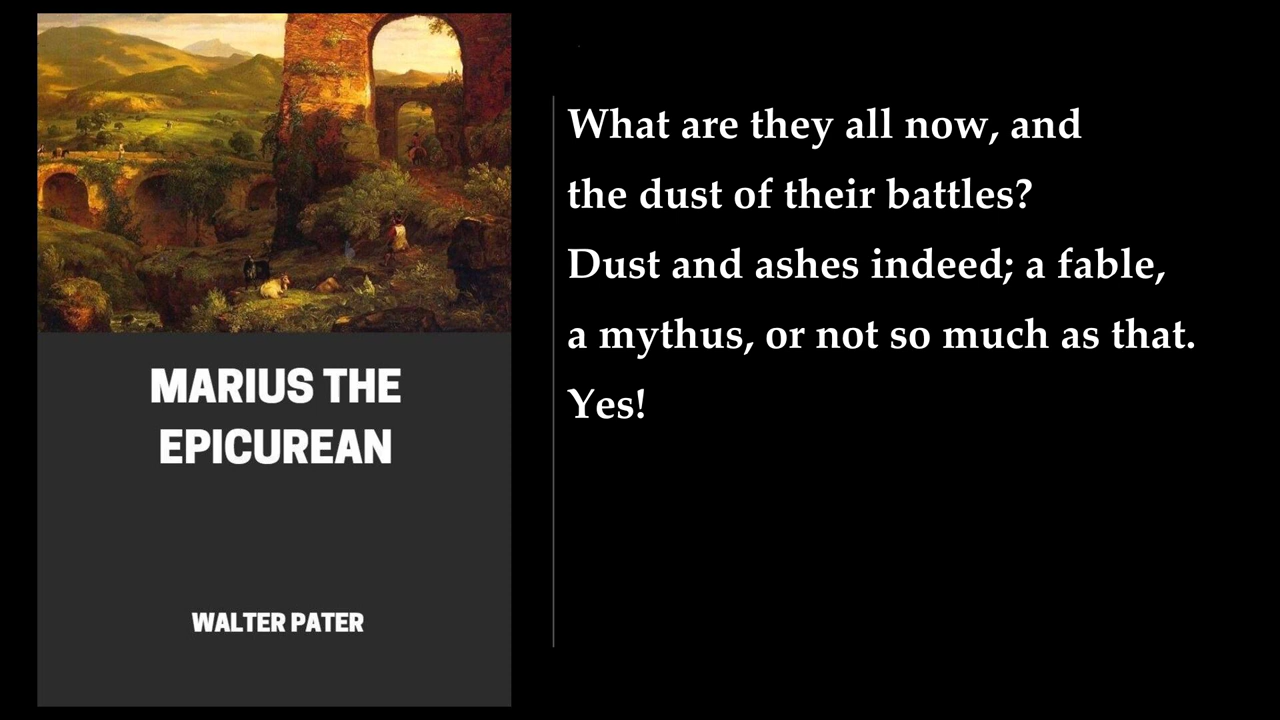 MARIUS THE
EPICUREAN
WALTER PATER
What are they all now, and
the dust of their battles?
Dust and ashes indeed; a fable,
a mythus, or not so much as that.
Yes!